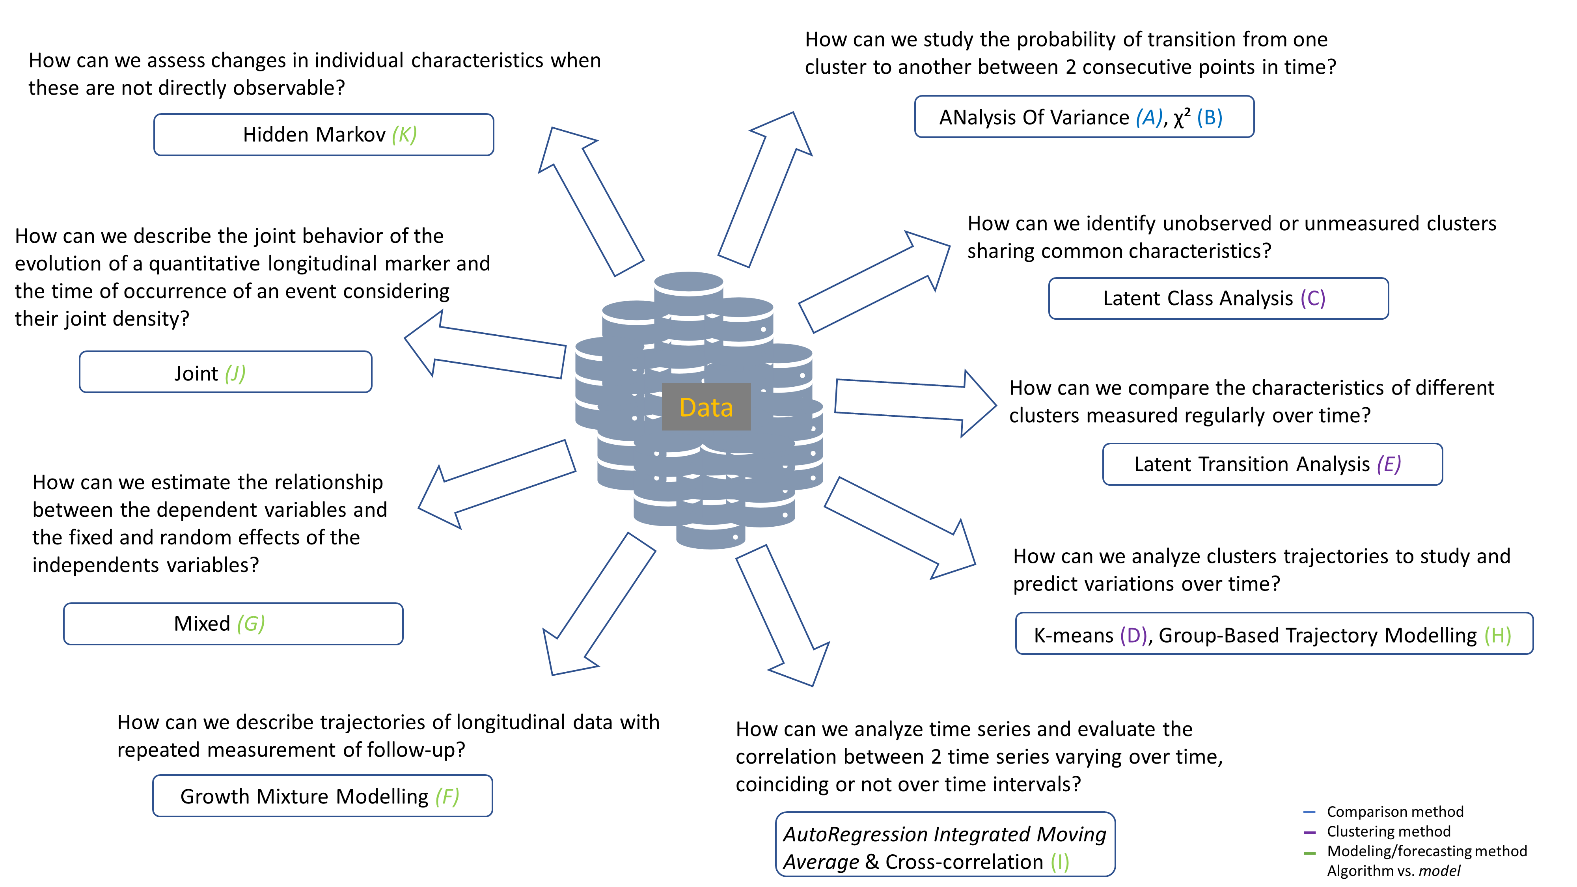 How can we assess changes in individual characteristics when
these are not directly observable?
Hidden Markov (K)
How can we study the probability of transition from one
cluster to another between 2 consecutive points in time?
ANalysis Of Variance (A), χ² (B)
How can we describe the joint behavior of the
evolution of a quantitative longitudinal marker and
the time of occurrence of an event considering
their joint density?
Joint (J)
How can we identify unobserved or unmeasured clusters
sharing common characteristics?
Latent Class Analysis (C)
Data
How can we compare the characteristics of different
clusters measured regularly over time?
Latent Transition Analysis (E)
How can we estimate the relationship
between the dependent variables and
the fixed and random effects of the
independents variables?
Mixed (G)
How can we analyze clusters trajectories to study and
predict variations over time?
K-means (D), Group-Based Trajectory Modelling (H)
How can we describe trajectories of longitudinal data with
repeated measurement of follow-up?
Growth Mixture Modelling (F)
How can we analyze time series and evaluate the
correlation between 2 time series varying over time,
coinciding or not over time intervals?
AutoRegression Integrated Moving
Average & Cross-correlation (I)
Comparison method
Clustering method
Modeling/forecasting method
Algorithm vs. model